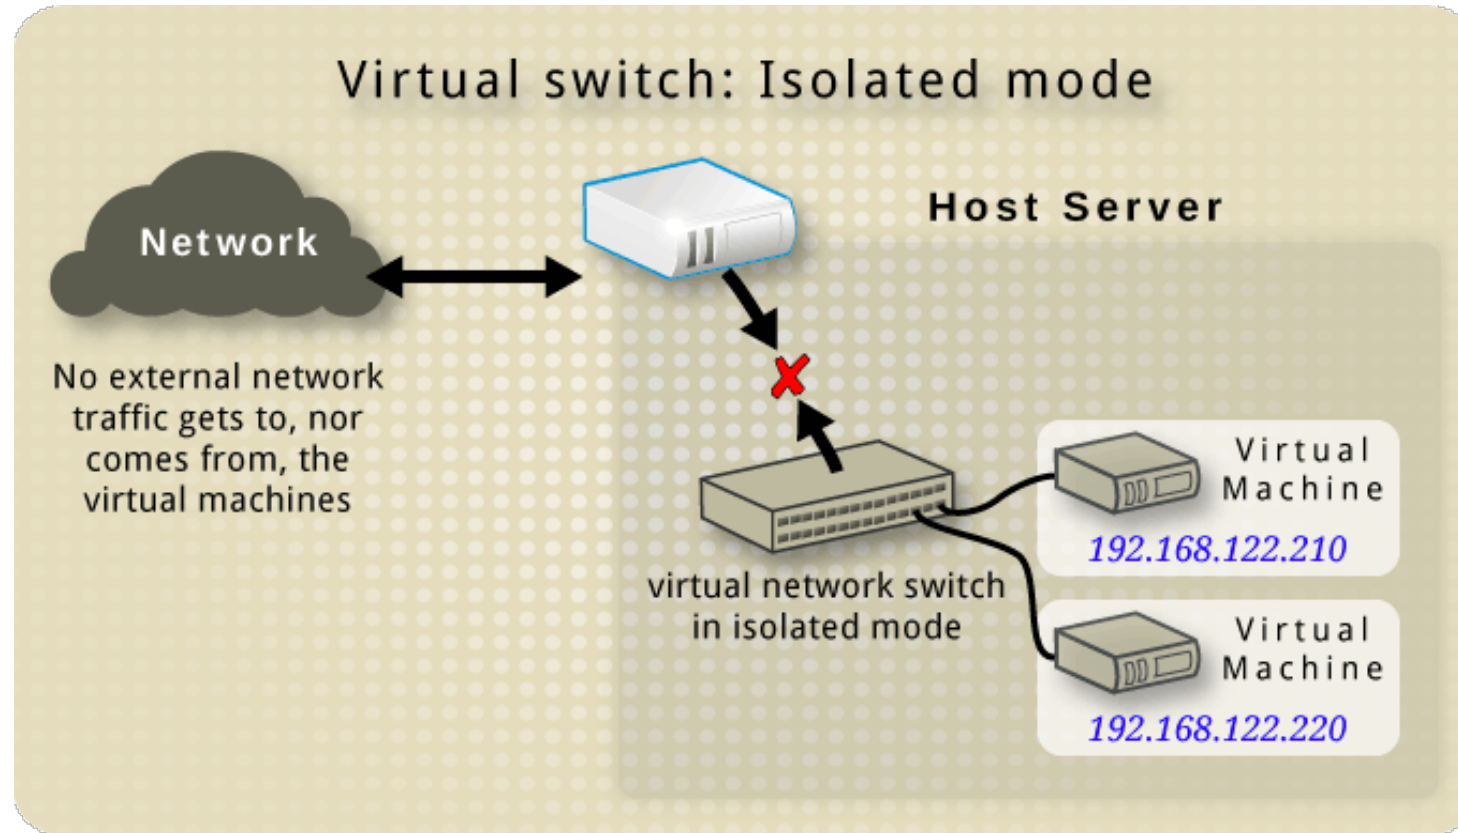 Virtual switch: Isolated mode
Host Server
Network
No external network
traffic gets to, nor
comes from, the
virtual machines
virtual network switch
in isolated mode
Virtual
Machine
192.168.122.210
Virtual
Machine
192.168.122.220